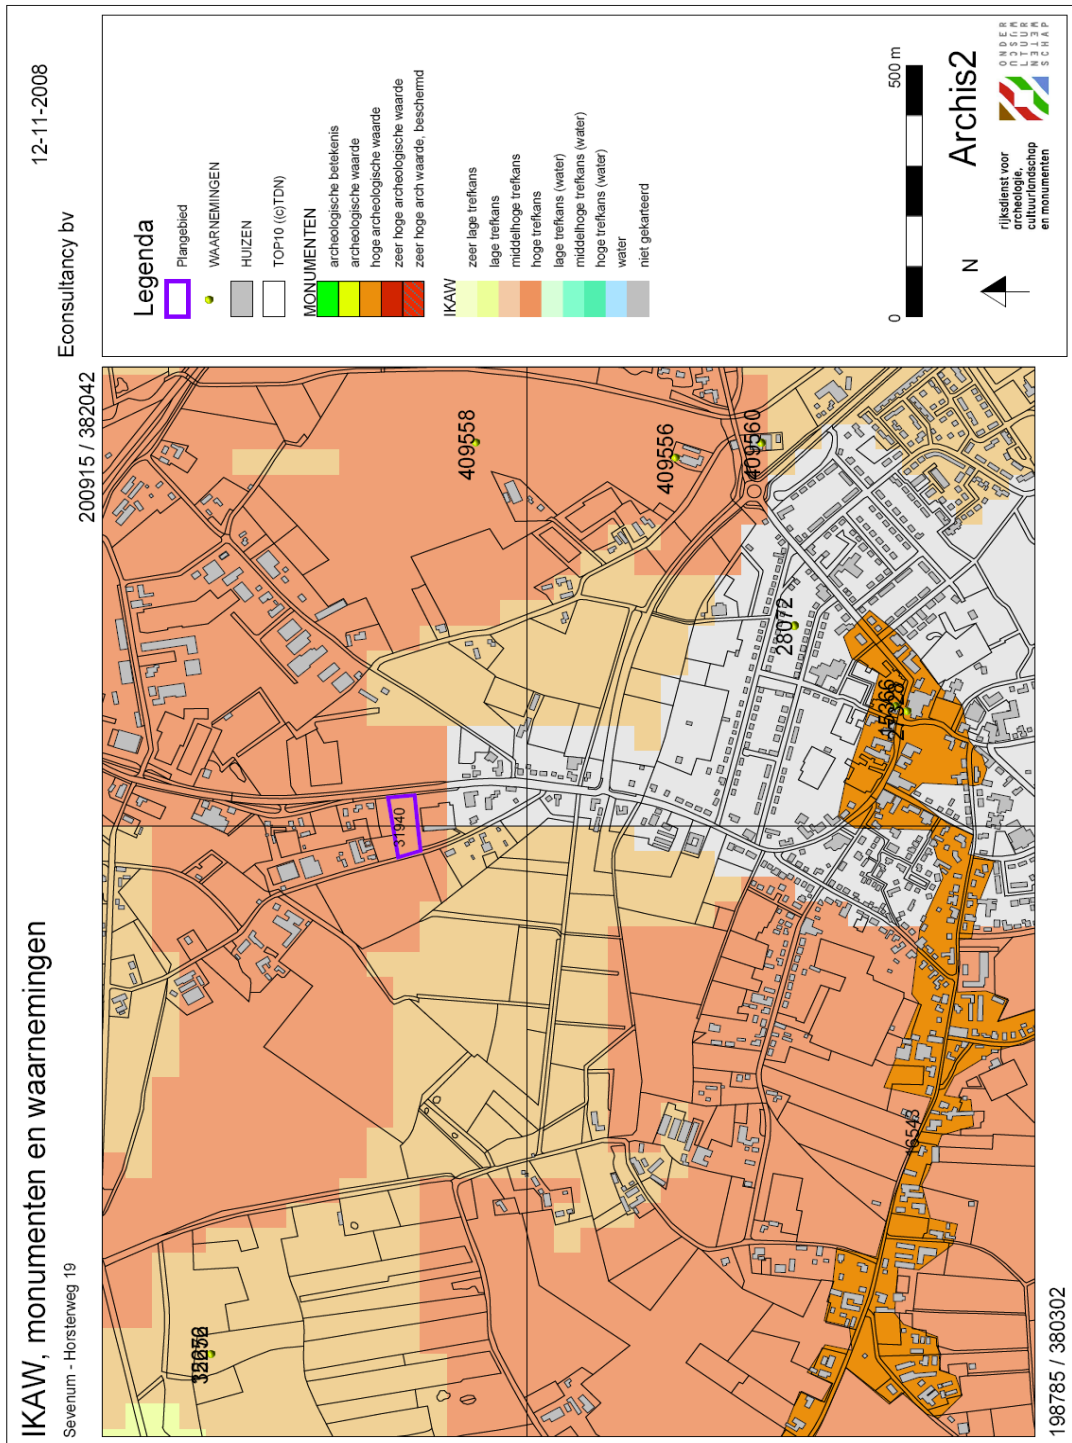 IKAW, monumenten en waarnemingen
Sevenum - Horsterweg 19
Econsultancy bv
12-11-2008
200915 / 382042
198785 / 380302
31940
409558
409556
409560
28072
16543
Legenda
Plangebied
WAARNEMINGEN
HUIZEN
TOP10 ((c)TDN)
MONUMENTEN
archeologische betekenis
archeologische waarde
hoge archeologische waarde
zeer hoge archeologische waarde
zeer hoge arch waarde, beschermd
IKAW
zeer lage trefkans
lage trefkans
middelhoge trefkans
hoge trefkans
lage trefkans (water)
middelhoge trefkans (water)
hoge trefkans (water)
water
niet gekarteerd
0
500 m
N
Archis2
rijksdienst voor
archeologie,
cultuurlandschap
en monumenten